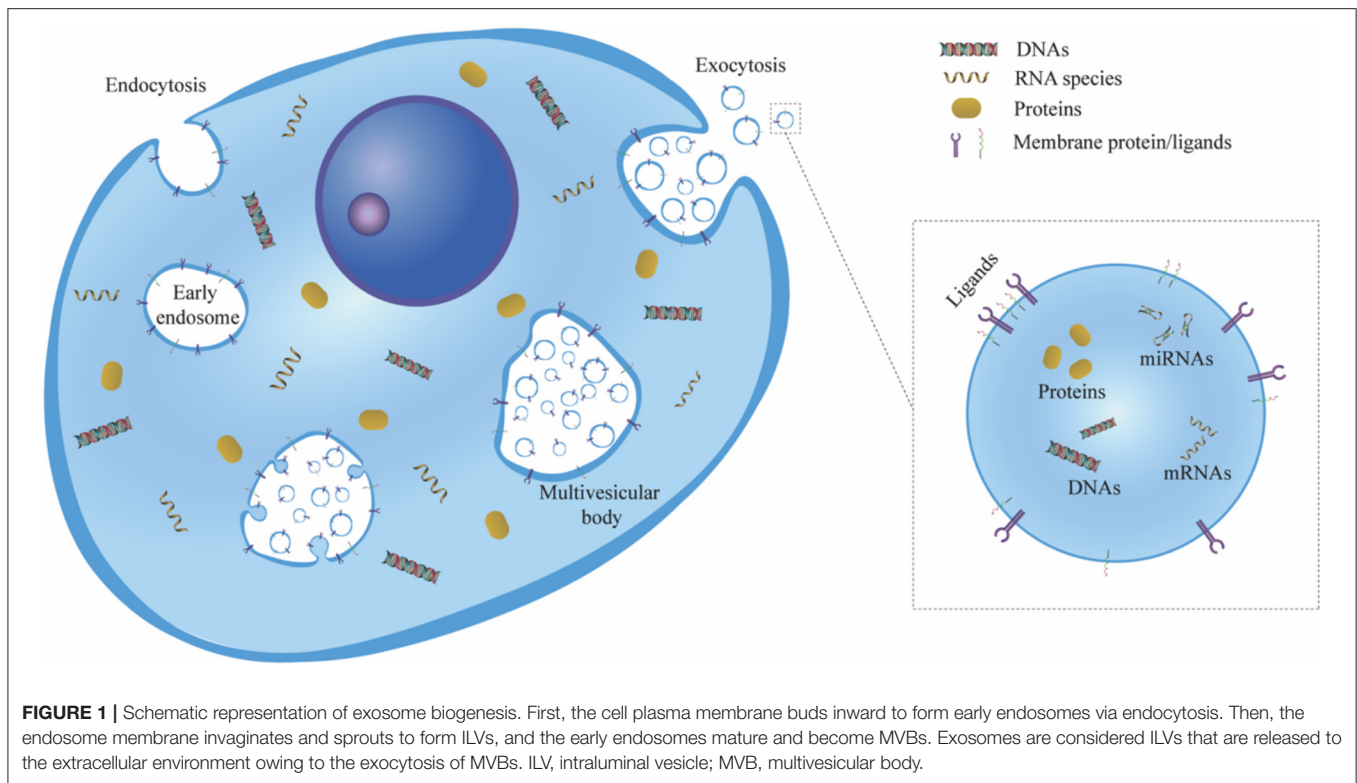 Endocytosis
Exocytosis
DNAs
RNA species
Proteins
Membrane protein/ligands
Early
endosome
Multivesicular
body
Ligands
miRNAs
Proteins
DNAs
mRNAs
FIGURE 1 | Schematic representation of exosome biogenesis. First, the cell plasma membrane buds inward to form early endosomes via endocytosis. Then, the
endosome membrane invaginates and sprouts to form ILVs, and the early endosomes mature and become MVBs. Exosomes are considered ILVs that are released to
the extracellular environment owing to the exocytosis of MVBs. ILV, intraluminal vesicle; MVB, multivesicular body.